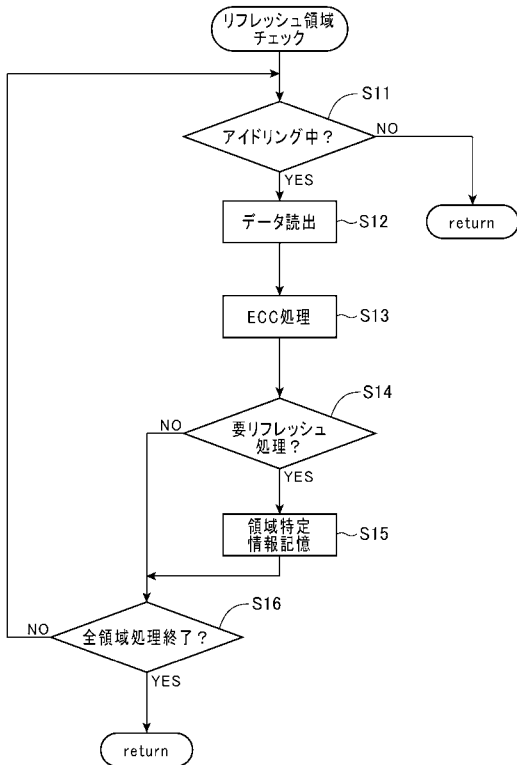 リフレッシュ領域
チェック
S11
アイドリング中？
NO
YES
データ読出
S12
return
ECC処理
S13
S14
NO
要リフレッシュ
処理？
YES
領域特定
情報記憶
S15
S16
NO
全領域処理終了？
YES
return